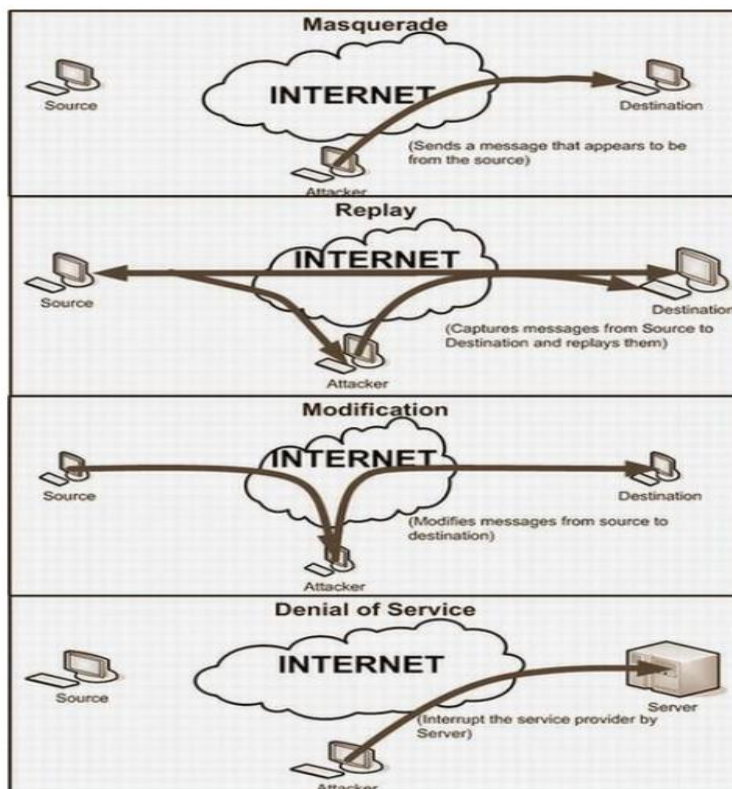 Masquerade
INTERNET
Source
Destination
(Sends a message that appears to be
from the source)
Attacker
Replay
INTERNET
Source
Destination
(Captures messages from Source to
Destination and replays them)
Attacker
Modification
INTERNET
Source
Destination
(Modifies messages from source to
destination)
Attacker
Denial of Service
INTERNET
Source
Server
(Interrupt the service provider by
Server)
Attacker